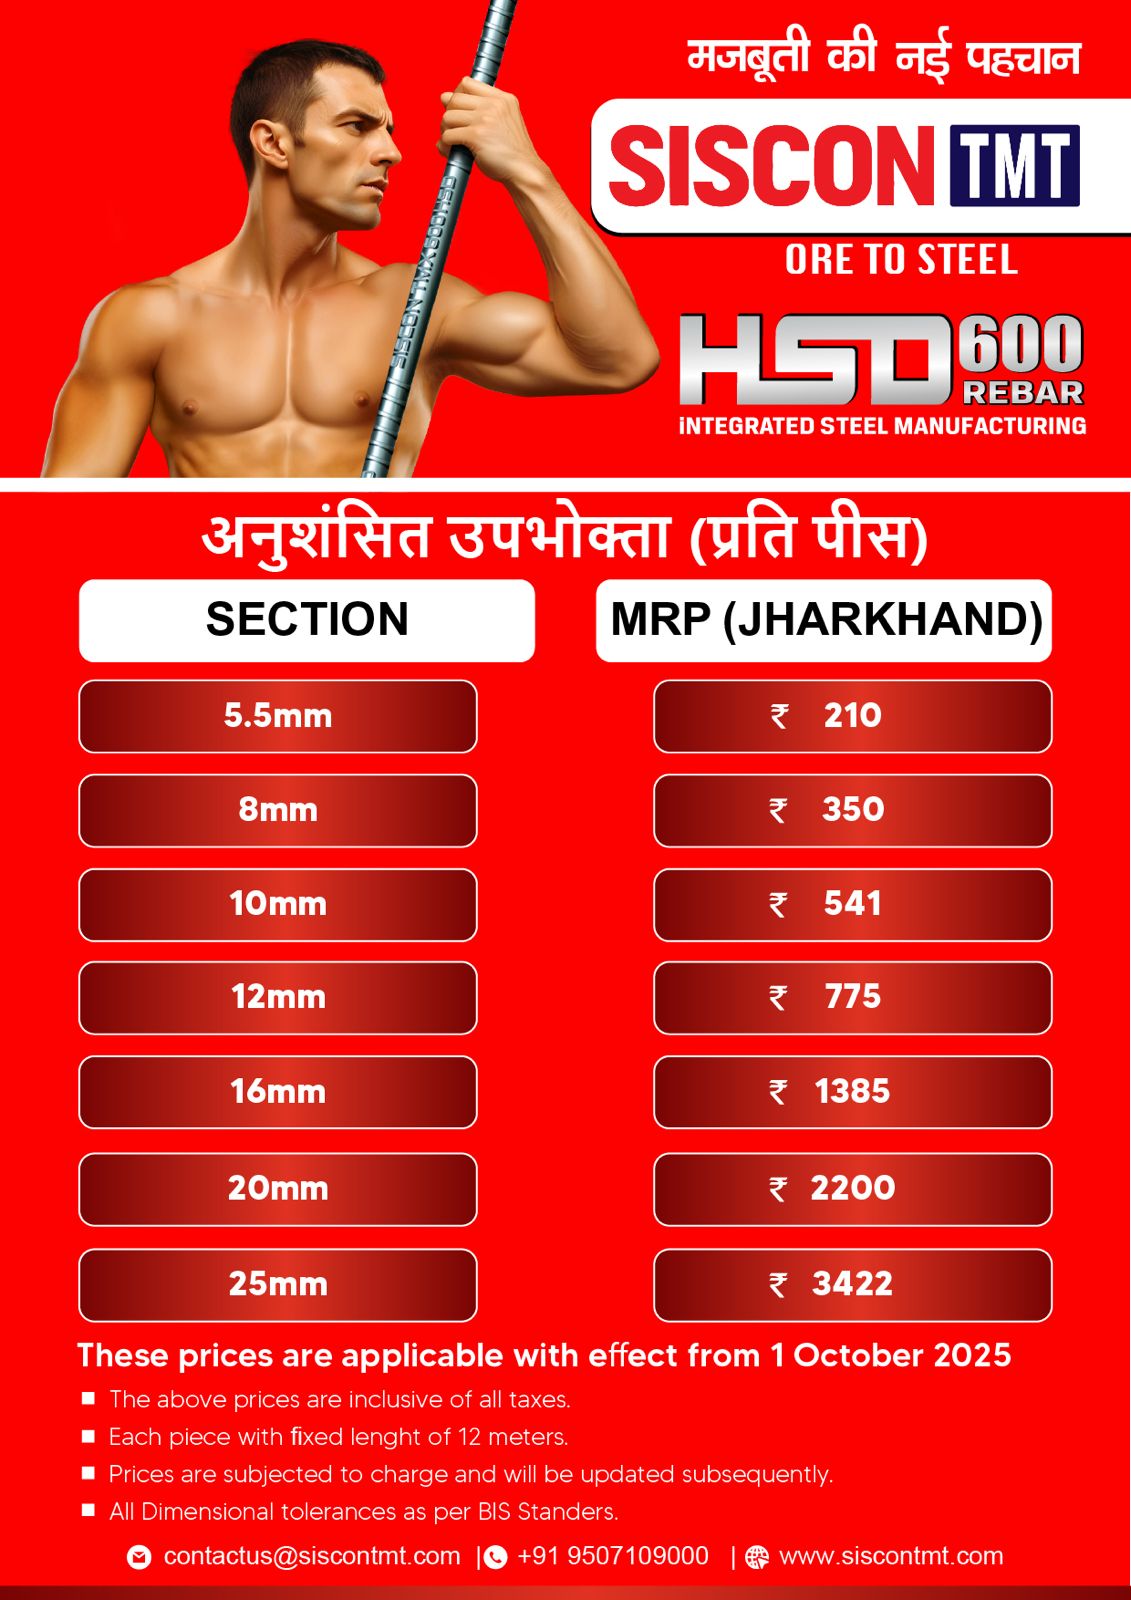 मजबूती की नई पहचान
SISCON TMT
ORE TO STEEL
HSD 600
REBAR
iNTEGRATED STEEL MANUFACTURING
अनुशंसित उपभोक्ता (प्रति पीस)
SECTION MRP (JHARKHAND)
5.5mm ₹ 210
8mm ₹ 350
10mm ₹ 541
12mm ₹ 775
16mm ₹ 1385
20mm ₹ 2200
25mm ₹ 3422
These prices are applicable with effect from 1 October 2025
The above prices are inclusive of all taxes.
Each piece with fixed lenght of 12 meters.
Prices are subjected to charge and will be updated subsequently.
All Dimensional tolerances as per BIS Standers.
contactus@siscontmt.com | +91 9507109000 | www.siscontmt.com